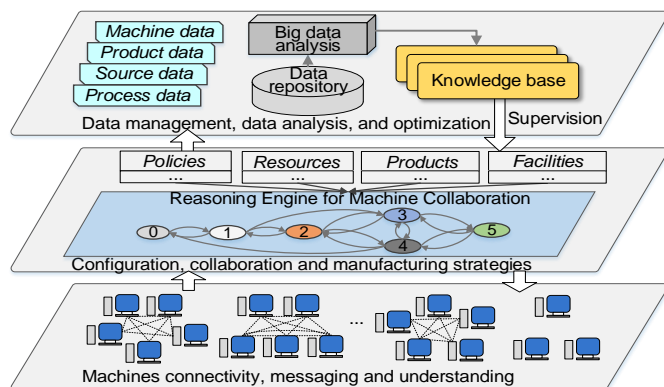 Machine data
Product data
Source data
Process data
Big data
analysis
Data
repository
Knowledge base
Data management, data analysis, and optimization
Supervision
Policies
Resources
Products
Facilities
...
...
...
...
Reasoning Engine for Machine Collaboration
0
1
2
3
4
5
Configuration, collaboration and manufacturing strategies
...
Machines connectivity, messaging and understanding